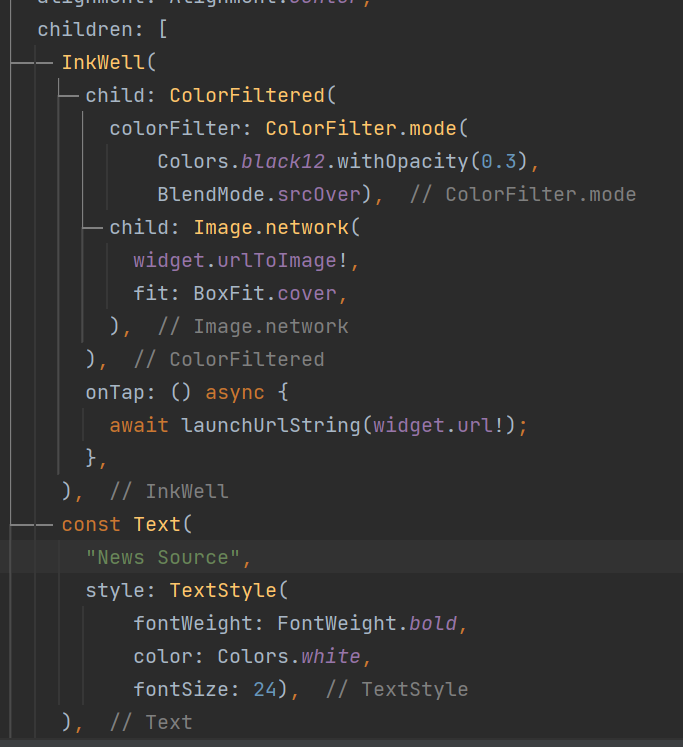 alignment: Alignment.center,
children: [
InkWell(
child: ColorFiltered(
colorFilter: ColorFilter.mode(
Colors.black12.withOpacity(0.3),
BlendMode.srcOver), // ColorFilter.mode
child: Image.network(
widget.urlToImage!,
fit: BoxFit.cover,
), // Image.network
), // ColorFiltered
onTap: () async {
await launchUrlString(widget.url!);
},
), // InkWell
const Text(
"News Source",
style: TextStyle(
fontWeight: FontWeight.bold,
color: Colors.white,
fontSize: 24), // TextStyle
), // Text